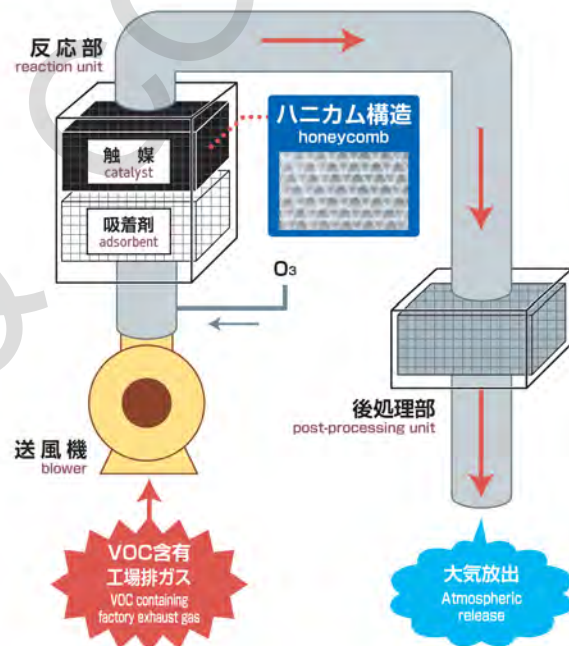 反応部
reaction unit
ハニカム構造
honeycomb
触 媒
catalyst
吸着剤
adsorbent
O₃
送風機
blower
後処理部
post-processing unit
VOC含有
工場排ガス
VOC containing
factory exhaust gas
大気放出
Atmospheric
release